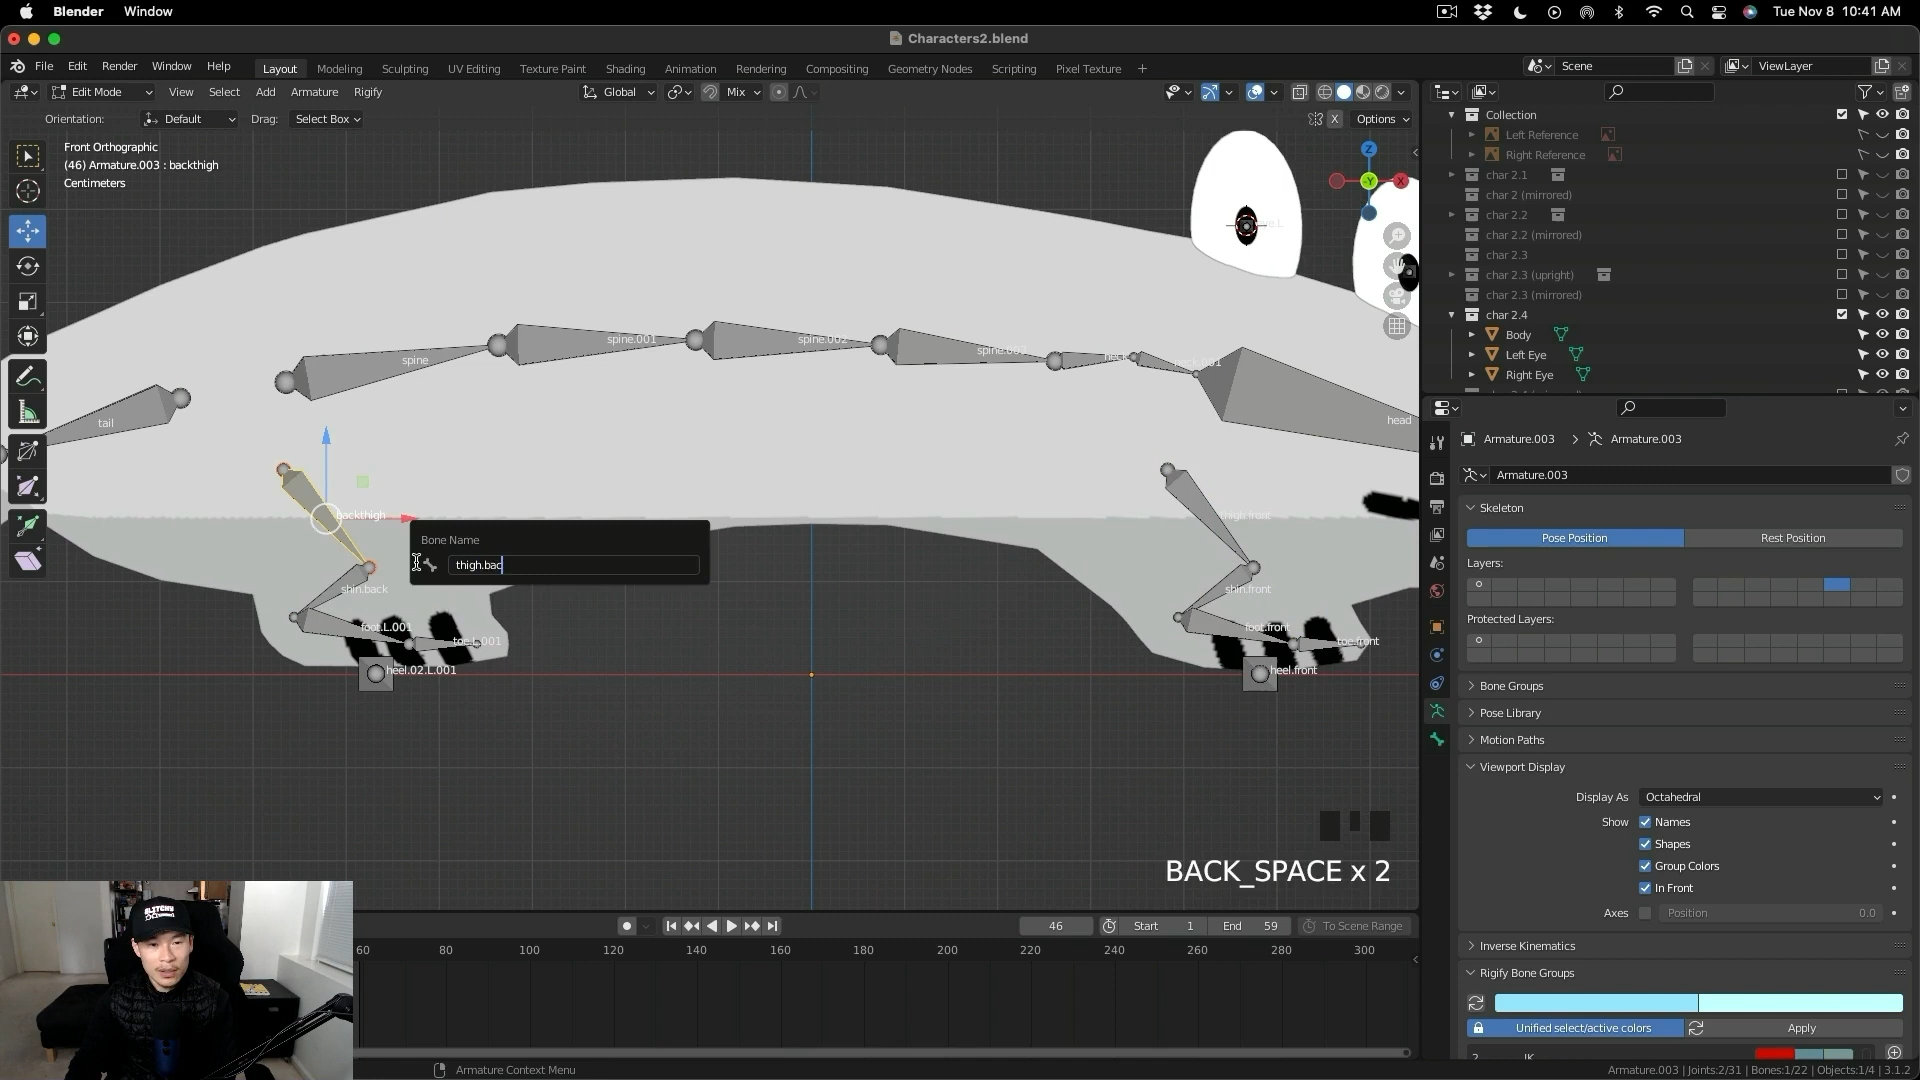 Blender Window
Tue Nov 8 10:41 AM
Characters2.blend
File Edit Render Window Help
Layout Modeling Sculpting UV Editing Texture Paint Shading Animation Rendering Compositing Geometry Nodes Scripting Pixel Texture +
Scene
ViewLayer
Edit Mode View Select Add Armature Rigify
Global
Mix
Orientation: Default Drag: Select Box
X Options
Front Orthographic
(46) Armature.003 : backthigh
Centimeters
Z
-Y
X
spine
spine.001
spine.002
spine.003
neck
head
tail
backthigh
thigh.front
shin.back
shin.front
foot.L.001
toe.L.001
heel.02.L.001
foot.front
toe.front
heel.front
Bone Name
thigh.bac
BACK_SPACE x 2
GLITCHY
Collection
Left Reference
Right Reference
char 2.1
char 2 (mirrored)
char 2.2
char 2.2 (mirrored)
char 2.3
char 2.3 (upright)
char 2.3 (mirrored)
char 2.4
Body
Left Eye
Right Eye
Armature.003 > Armature.003
Armature.003
Skeleton
Pose Position Rest Position
Layers:
Protected Layers:
Bone Groups
Pose Library
Motion Paths
Viewport Display
Display As Octahedral
Show Names
Shapes
Group Colors
In Front
Axes Position 0.0
Inverse Kinematics
Rigify Bone Groups
Unified select/active colors Apply
2 IK
46 Start 1 End 59 To Scene Range
60 80 100 120 140 160 180 200 220 240 260 280 300
Armature Context Menu
Armature.003 | Joints:2/31 | Bones:1/22 | Objects:1/4 | 3.1.2